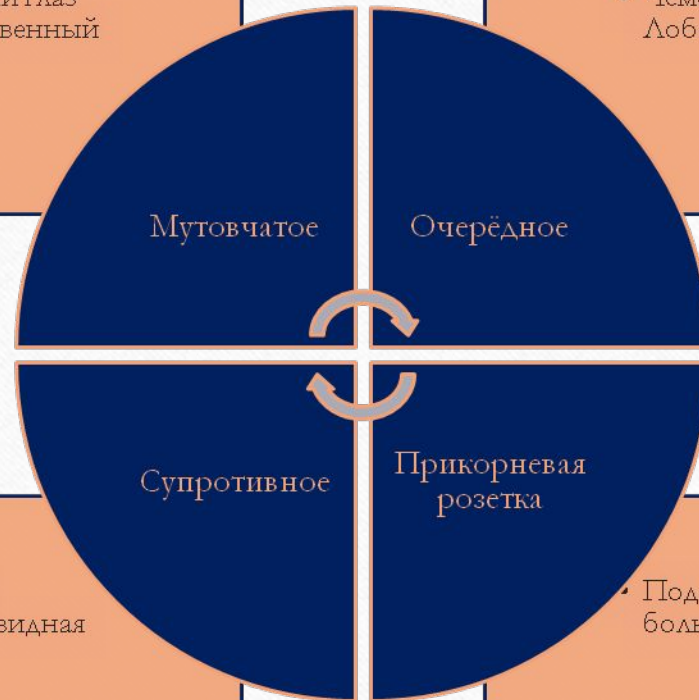 венный
Лоб
Мутовчатое
Очерёдное
Супротивное
Прикорневая
розетка
Под
боль
видная